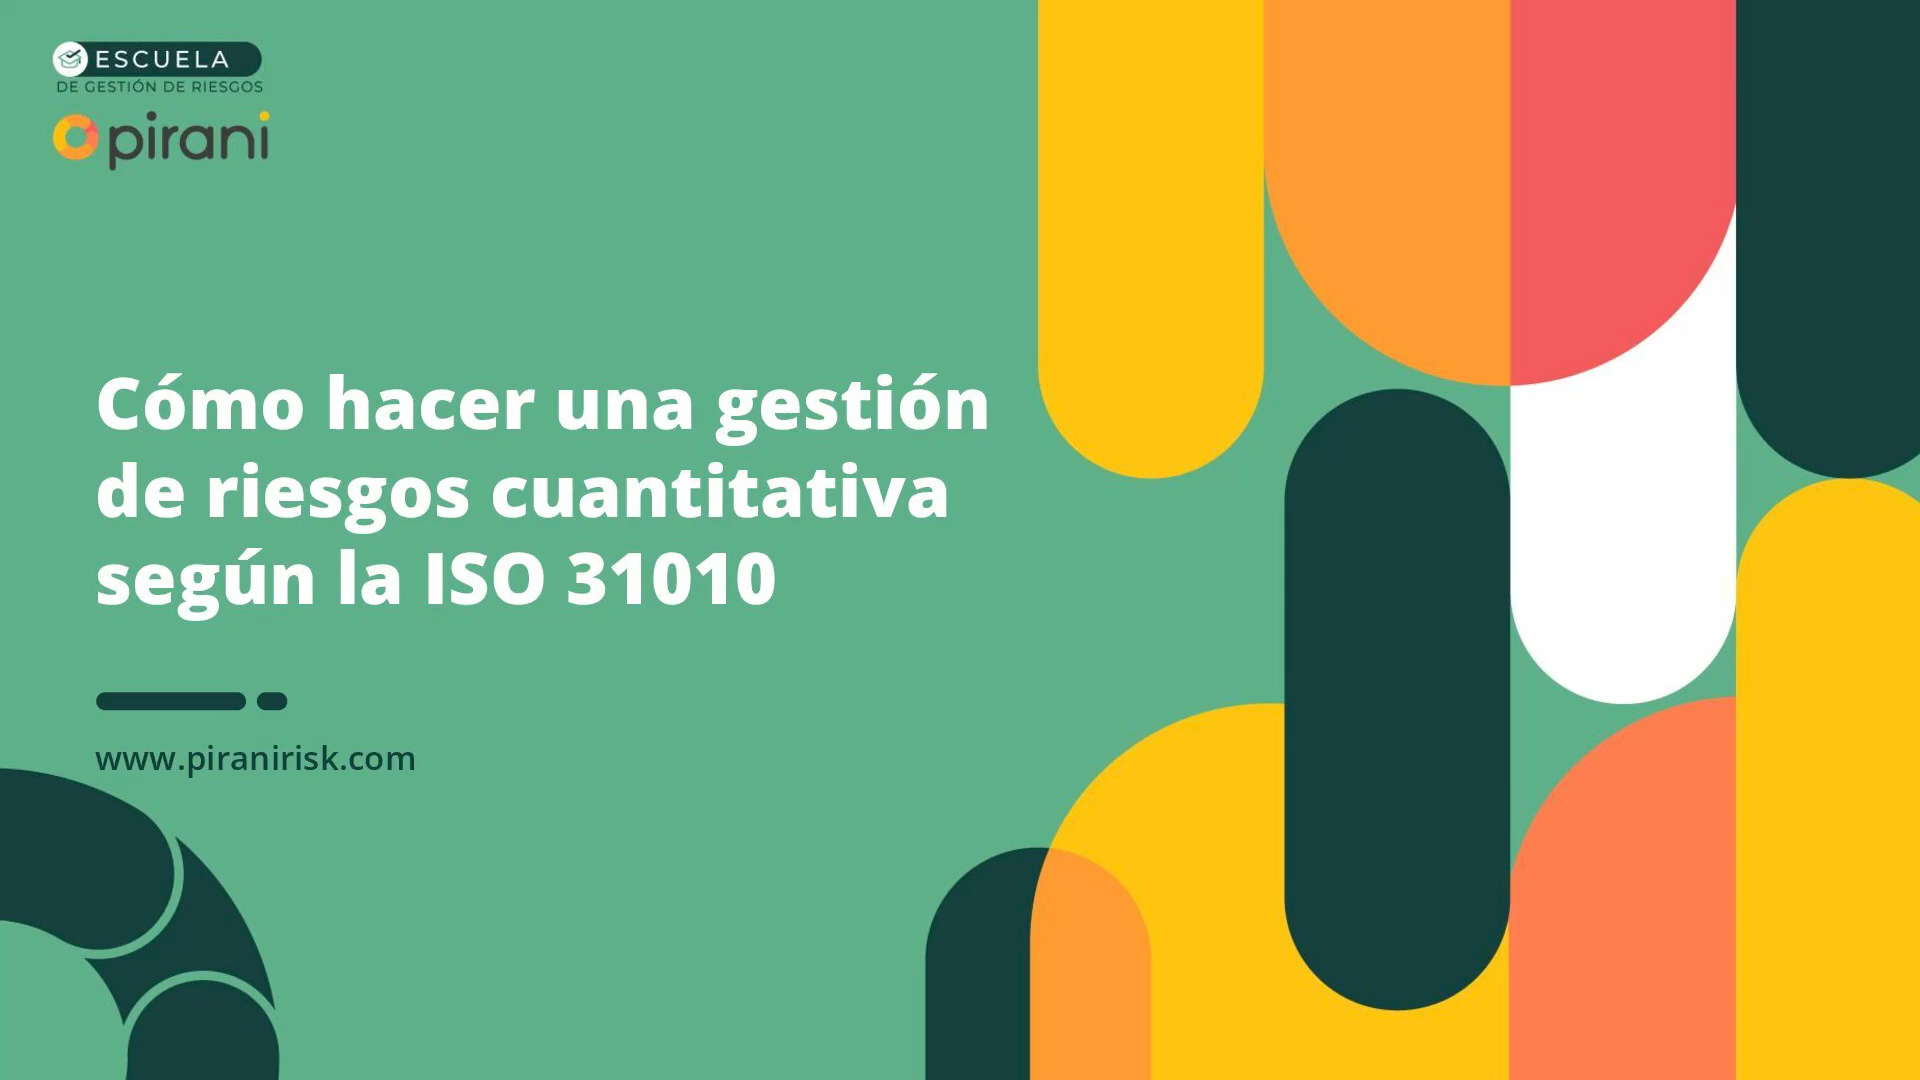 ESCUELA
DE GESTIÓN DE RIESGOS
pirani
Cómo hacer una gestión
de riesgos cuantitativa
según la ISO 31010
www.piranirisk.com